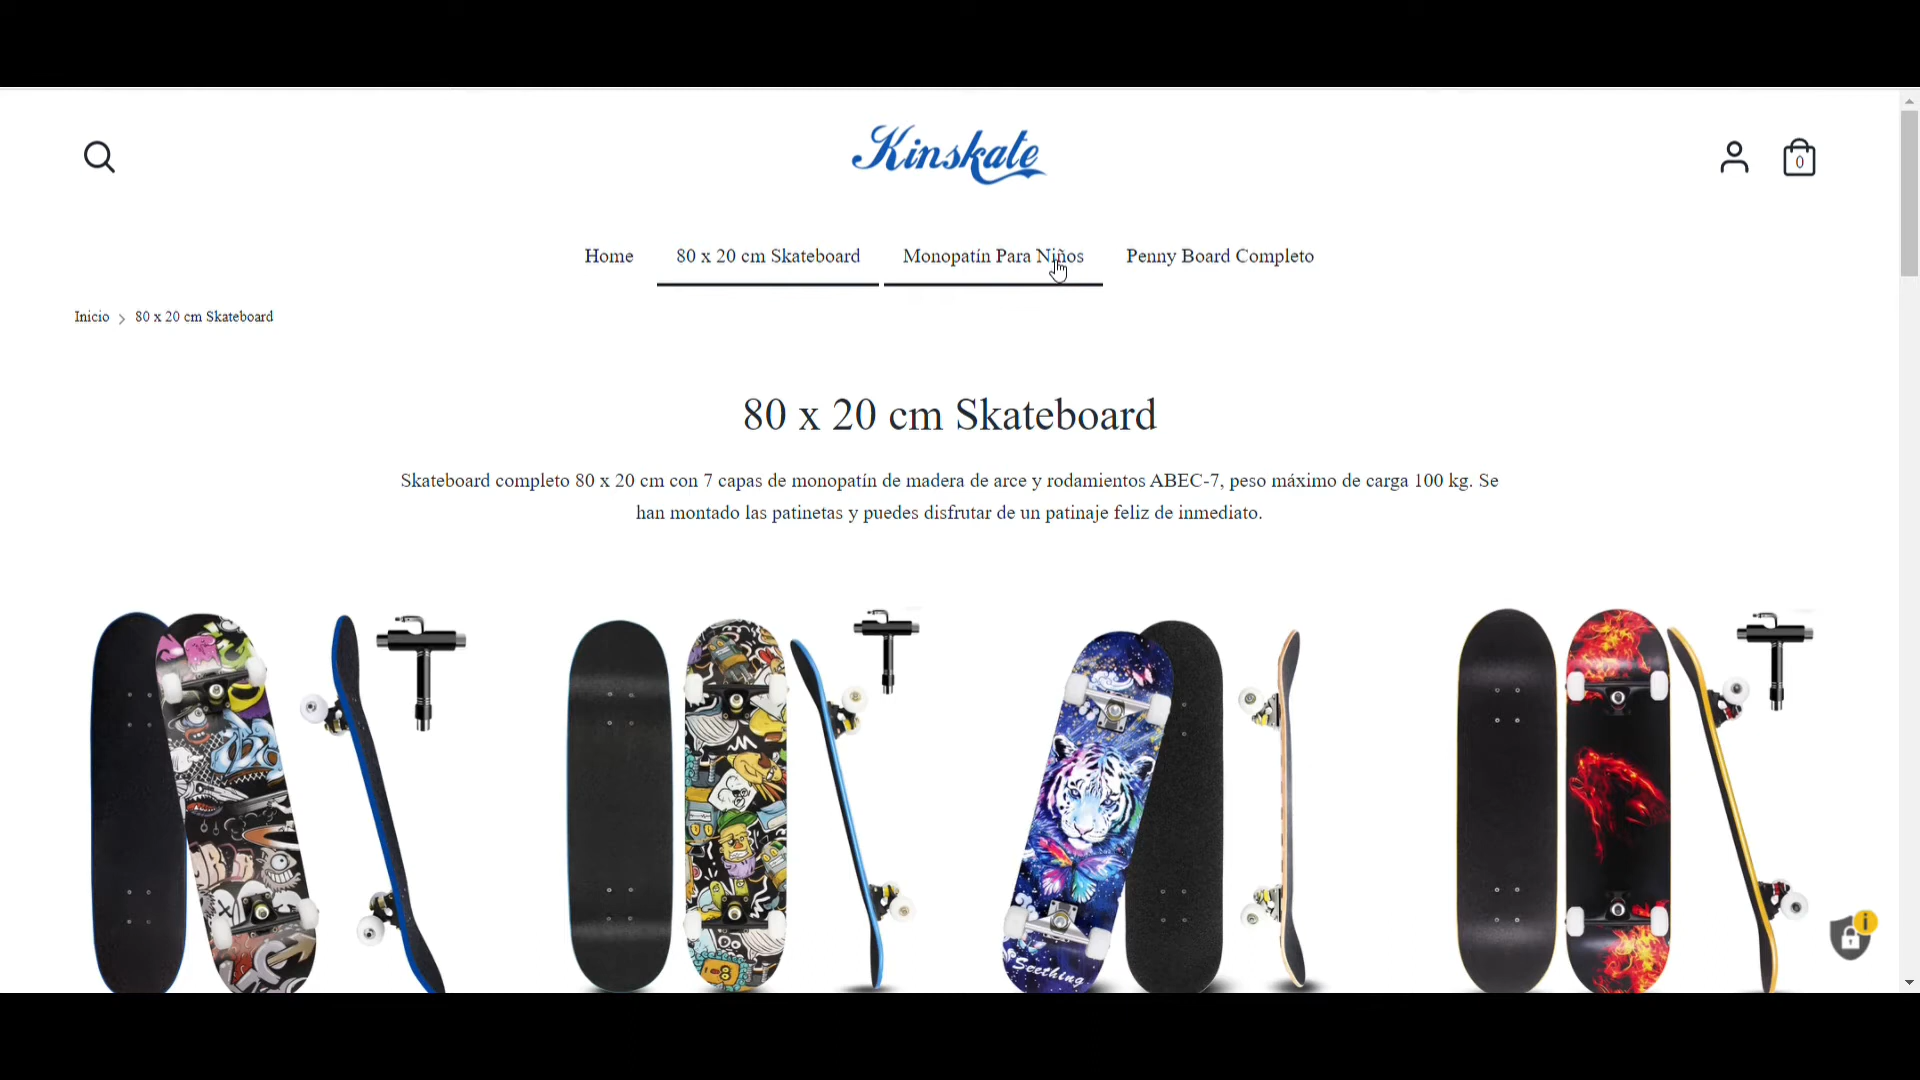 Kinskate
0
Home
80 x 20 cm Skateboard
Monopatín Para Niños
Penny Board Completo
Inicio > 80 x 20 cm Skateboard
80 x 20 cm Skateboard
Skateboard completo 80 x 20 cm con 7 capas de monopatín de madera de arce y rodamientos ABEC-7, peso máximo de carga 100 kg. Se
han montado las patinetas y puedes disfrutar de un patinaje feliz de inmediato.
Seething
i